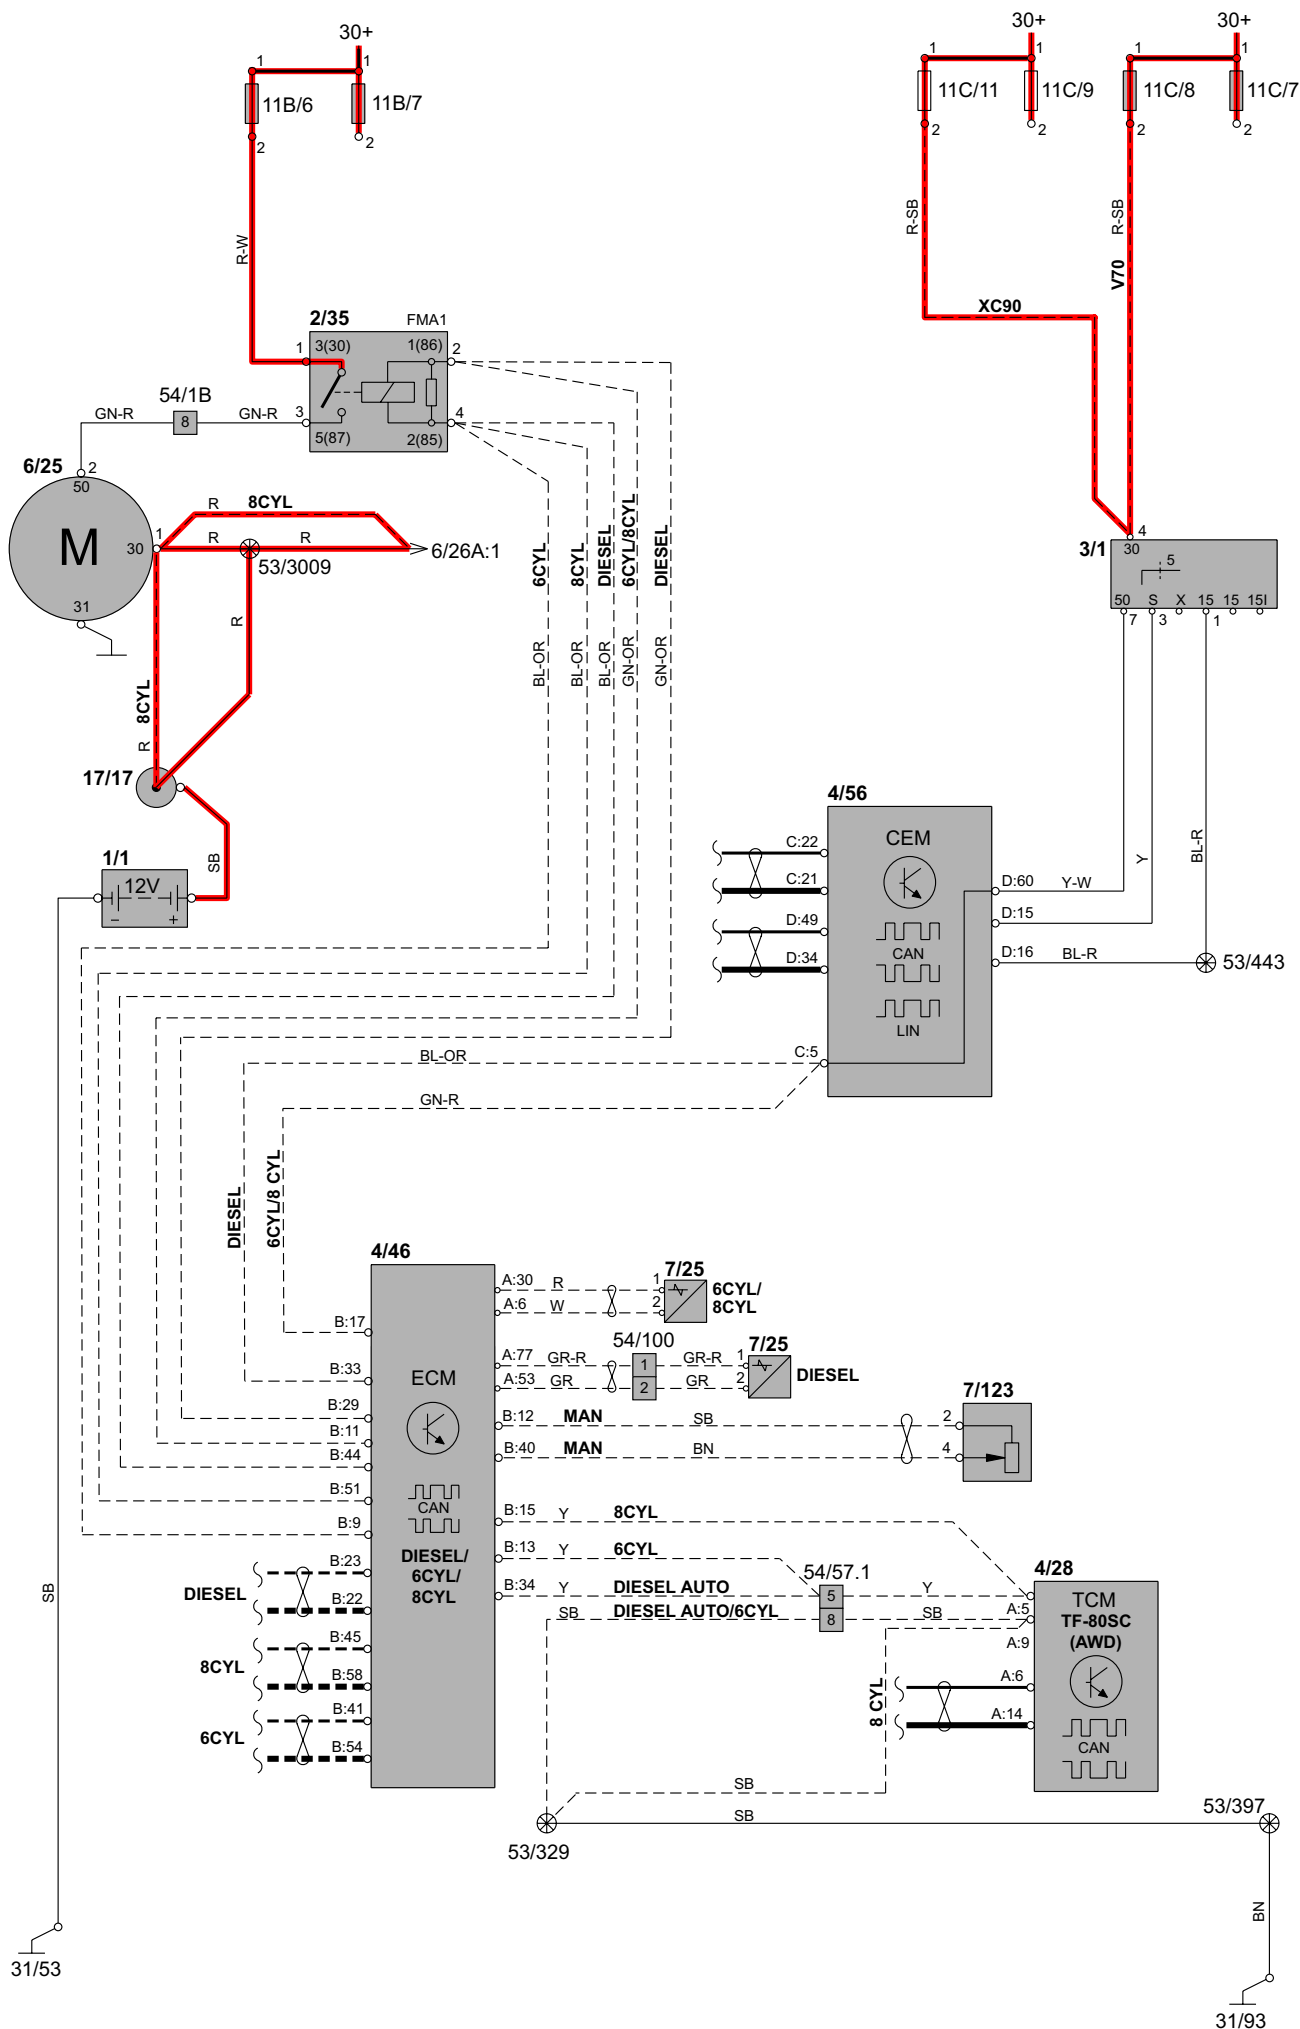 30+
30+
30+
1
1
1
1
1
1
11B/6
11B/7
11C/11
11C/9
11C/8
11C/7
2
2
2
2
2
2
R-W
R-SB
R-SB
V70
XC90
2/35
FMA1
1
3(30)
1(86)
2
54/1B
GN-R
8
GN-R
3
5(87)
2(85)
4
6/25
2
50
R
8CYL
M
30
1
R
R
6/26A:1
53/3009
31
R
8CYL
R
17/17
1/1
12V
SB
6CYL
8CYL
DIESEL
6CYL/8CYL
DIESEL
BL-OR
BL-OR
BL-OR
GN-OR
GN-OR
4
3/1
30
5
50
S
X
15
15
15I
7
3
1
Y
BL-R
4/56
C:22
CEM
C:21
D:60
Y-W
D:15
D:49
CAN
D:34
D:16
BL-R
53/443
LIN
BL-OR
C:5
GN-R
DIESEL
6CYL/8 CYL
4/46
A:30
R
1
7/25
6CYL/
8CYL
A:6
W
2
B:17
54/100
A:77
GR-R
1
GR-R
1
7/25
DIESEL
B:33
ECM
A:53
GR
2
GR
2
7/123
B:29
B:12
MAN
SB
2
B:11
B:44
B:40
MAN
BN
4
B:51
CAN
B:15
Y
8CYL
B:9
DIESEL/
6CYL/
8CYL
B:13
Y
6CYL
54/57.1
4/28
DIESEL
B:23
B:22
B:34
Y
DIESEL AUTO
5
Y
TCM
TF-80SC
(AWD)
SB
DIESEL AUTO/6CYL
8
SB
A:5
8CYL
B:45
B:58
A:9
A:6
8 CYL
A:14
CAN
6CYL
B:41
B:54
SB
SB
SB
53/329
53/397
SB
BN
31/53
31/93